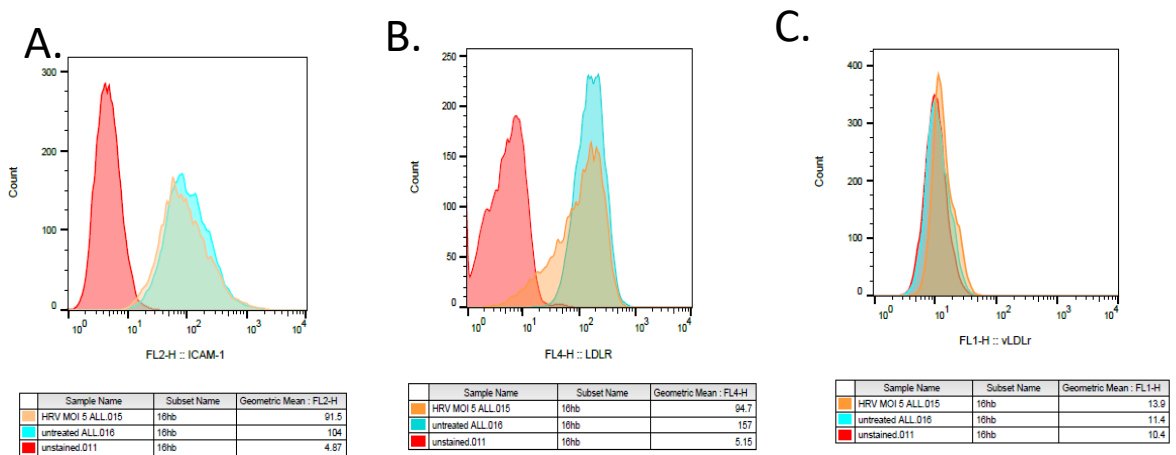 A.
B.
C.
300
200
100
0
Count
10^0 10^1 10^2 10^3 10^4
FL2-H :: ICAM-1
250
200
150
100
50
0
Count
10^0 10^1 10^2 10^3 10^4
FL4-H :: LDLR
400
300
200
100
0
Count
10^0 10^1 10^2 10^3 10^4
FL1-H :: vLDLr
Sample Name Subset Name Geometric Mean : FL2-H
HRV MOI 5 ALL.015 16hb 91.5
untreated ALL.016 16hb 104
unstained.011 16hb 4.87
Sample Name Subset Name Geometric Mean : FL4-H
HRV MOI 5 ALL.015 16hb 94.7
untreated ALL.016 16hb 157
unstained.011 16hb 5.15
Sample Name Subset Name Geometric Mean : FL1-H
HRV MOI 5 ALL.015 16hb 13.9
untreated ALL.016 16hb 11.4
unstained.011 16hb 10.4